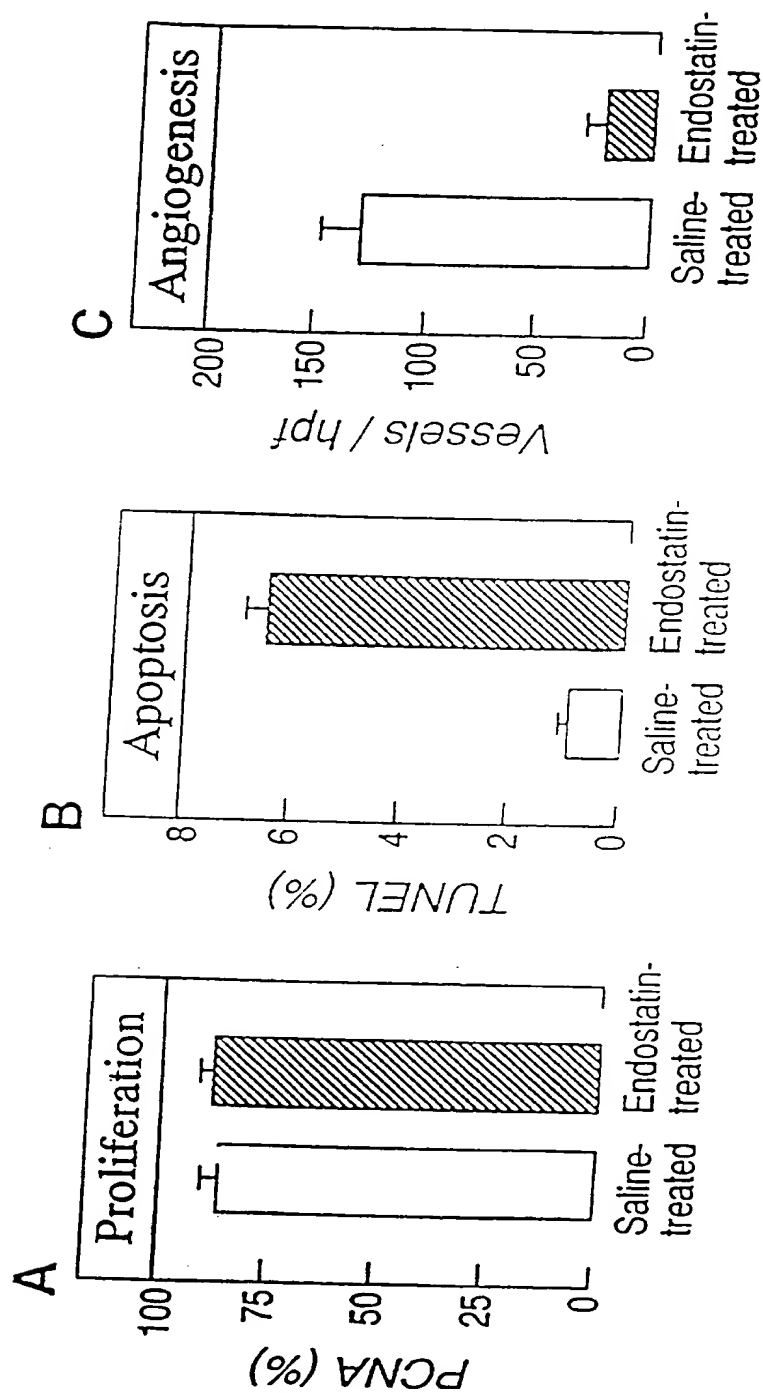 A
Proliferation
PCNA (%)
100
75
50
25
0
Saline-
treated
Endostatin-
treated
B
Apoptosis
TUNEL (%)
8
6
4
2
0
Saline-
treated
Endostatin-
treated
C
Angiogenesis
Vessels / hpf
200
150
100
50
0
Saline-
treated
Endostatin-
treated